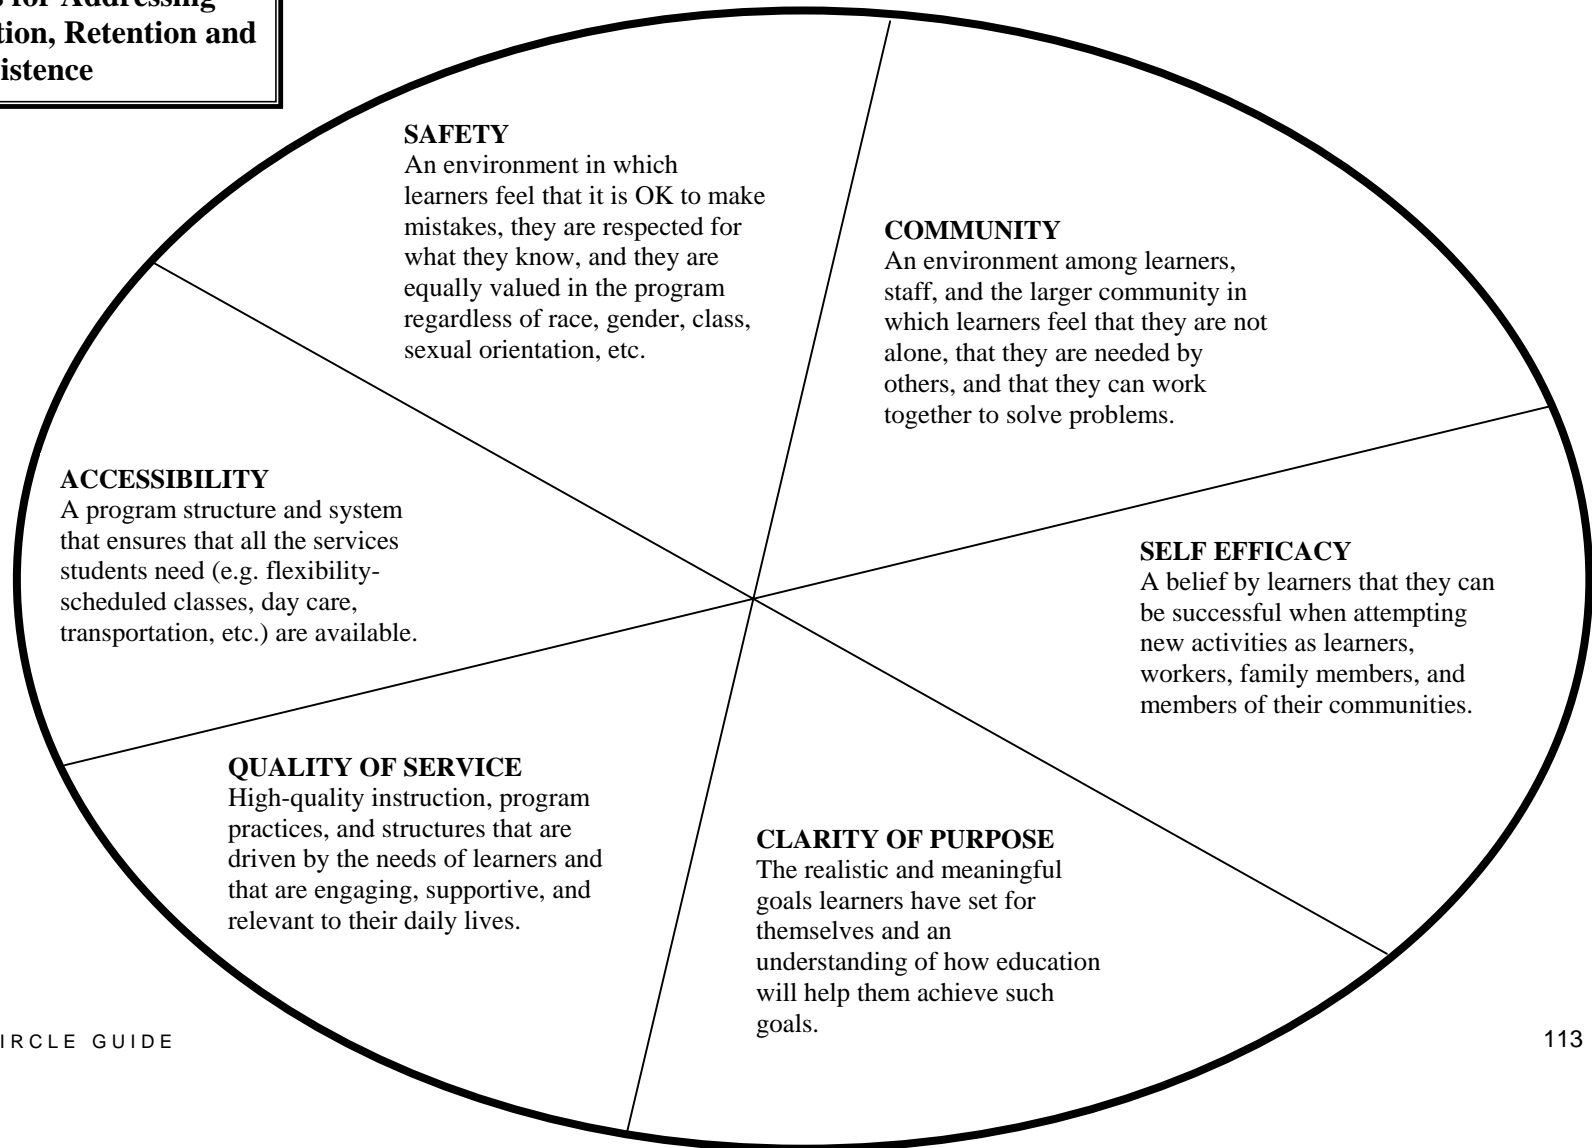 for Addressing
Retention and
SAFETY
An environment in which
learners feel that it is OK to make
mistakes, they are respected for
what they know, and they are
equally valued in the program
regardless of race, gender, class,
sexual orientation, etc.
COMMUNITY
An environment among learners,
staff, and the larger community in
which learners feel that they are not
alone, that they are needed by
others, and that they can work
together to solve problems.
ACCESSIBILITY
A program structure and system
that ensures that all the services
students need (e.g. flexibility-
scheduled classes, day care,
transportation, etc.) are available.
SELF EFFICACY
A belief by learners that they can
be successful when attempting
new activities as learners,
workers, family members, and
members of their communities.
QUALITY OF SERVICE
High-quality instruction, program
practices, and structures that are
driven by the needs of learners and
that are engaging, supportive, and
relevant to their daily lives.
CLARITY OF PURPOSE
The realistic and meaningful
goals learners have set for
themselves and an
understanding of how education
will help them achieve such
goals.
GUIDE
113